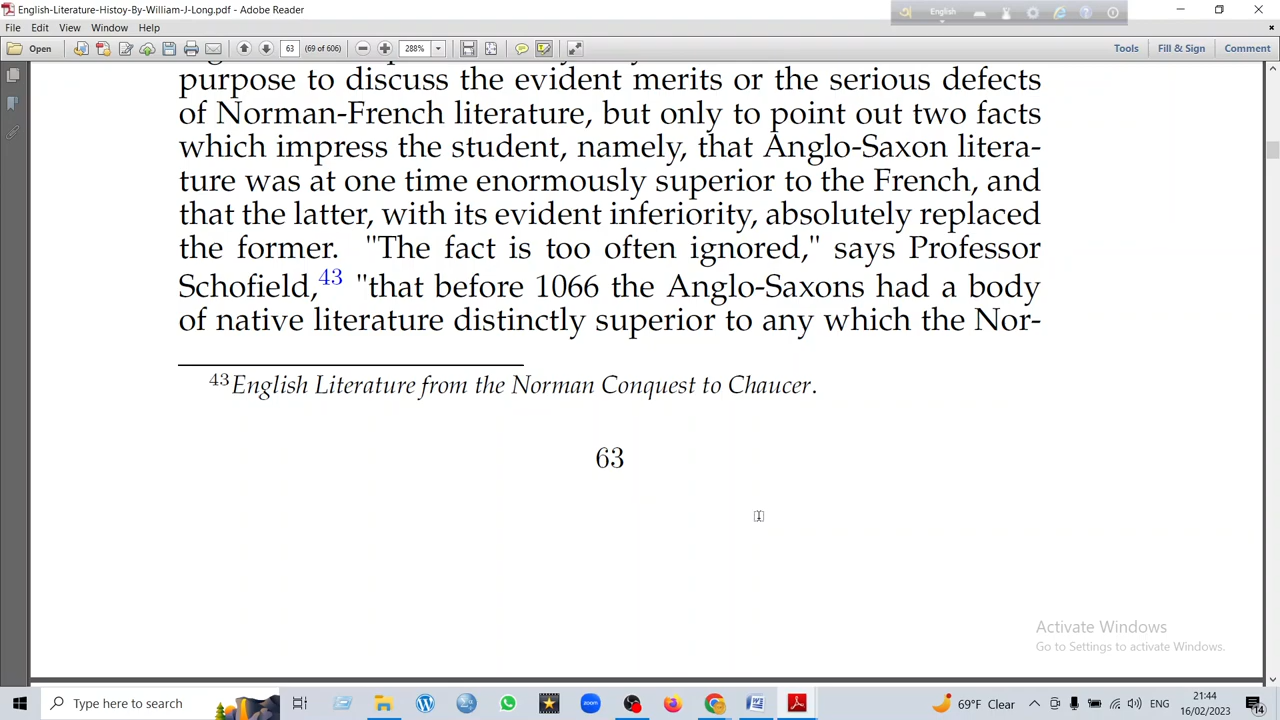 English-Literature-Histoy-By-William-J-Long.pdf - Adobe Reader
English
File Edit View Window Help
Open 63 (69 of 606) 288% Tools Fill & Sign Comment
purpose to discuss the evident merits or the serious defects
of Norman-French literature, but only to point out two facts
which impress the student, namely, that Anglo-Saxon litera-
ture was at one time enormously superior to the French, and
that the latter, with its evident inferiority, absolutely replaced
the former. "The fact is too often ignored," says Professor
Schofield,43 "that before 1066 the Anglo-Saxons had a body
of native literature distinctly superior to any which the Nor-
43English Literature from the Norman Conquest to Chaucer.
63
Activate Windows
Go to Settings to activate Windows.
Type here to search
zoom
69°F Clear
ENG
21:44
16/02/2023
14